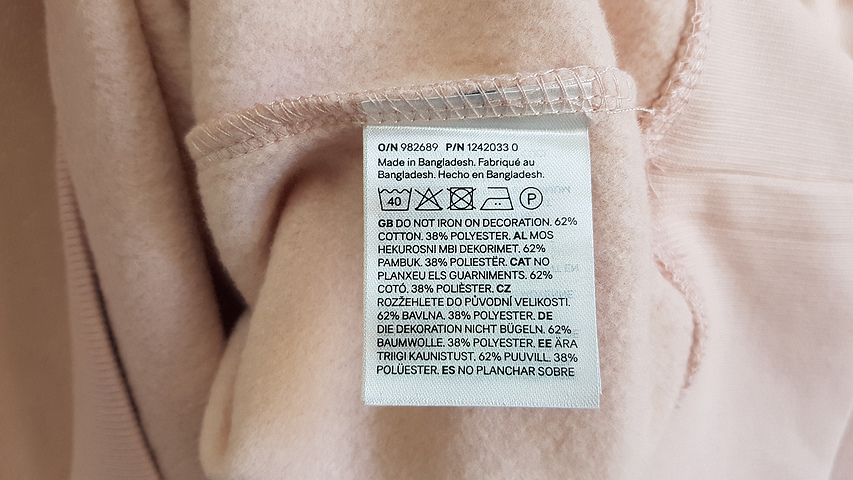 O/N 982689 P/N 1242033 0
Made in Bangladesh. Fabriqué au
Bangladesh. Hecho en Bangladesh.
40 P
GB DO NOT IRON ON DECORATION. 62%
COTTON. 38% POLYESTER. AL MOS
HEKUROSNI MBI DEKORIMET. 62%
PAMBUK. 38% POLIESTËR. CAT NO
PLANXEU ELS GUARNIMENTS. 62%
COTÓ. 38% POLIÈSTER. CZ
ROZŽEHLETE DO PŮVODNÍ VELIKOSTI.
62% BAVLNA. 38% POLYESTER. DE
DIE DEKORATION NICHT BÜGELN. 62%
BAUMWOLLE. 38% POLYESTER. EE ÄRA
TRIIGI KAUNISTUST. 62% PUUVILL. 38%
POLÜESTER. ES NO PLANCHAR SOBRE